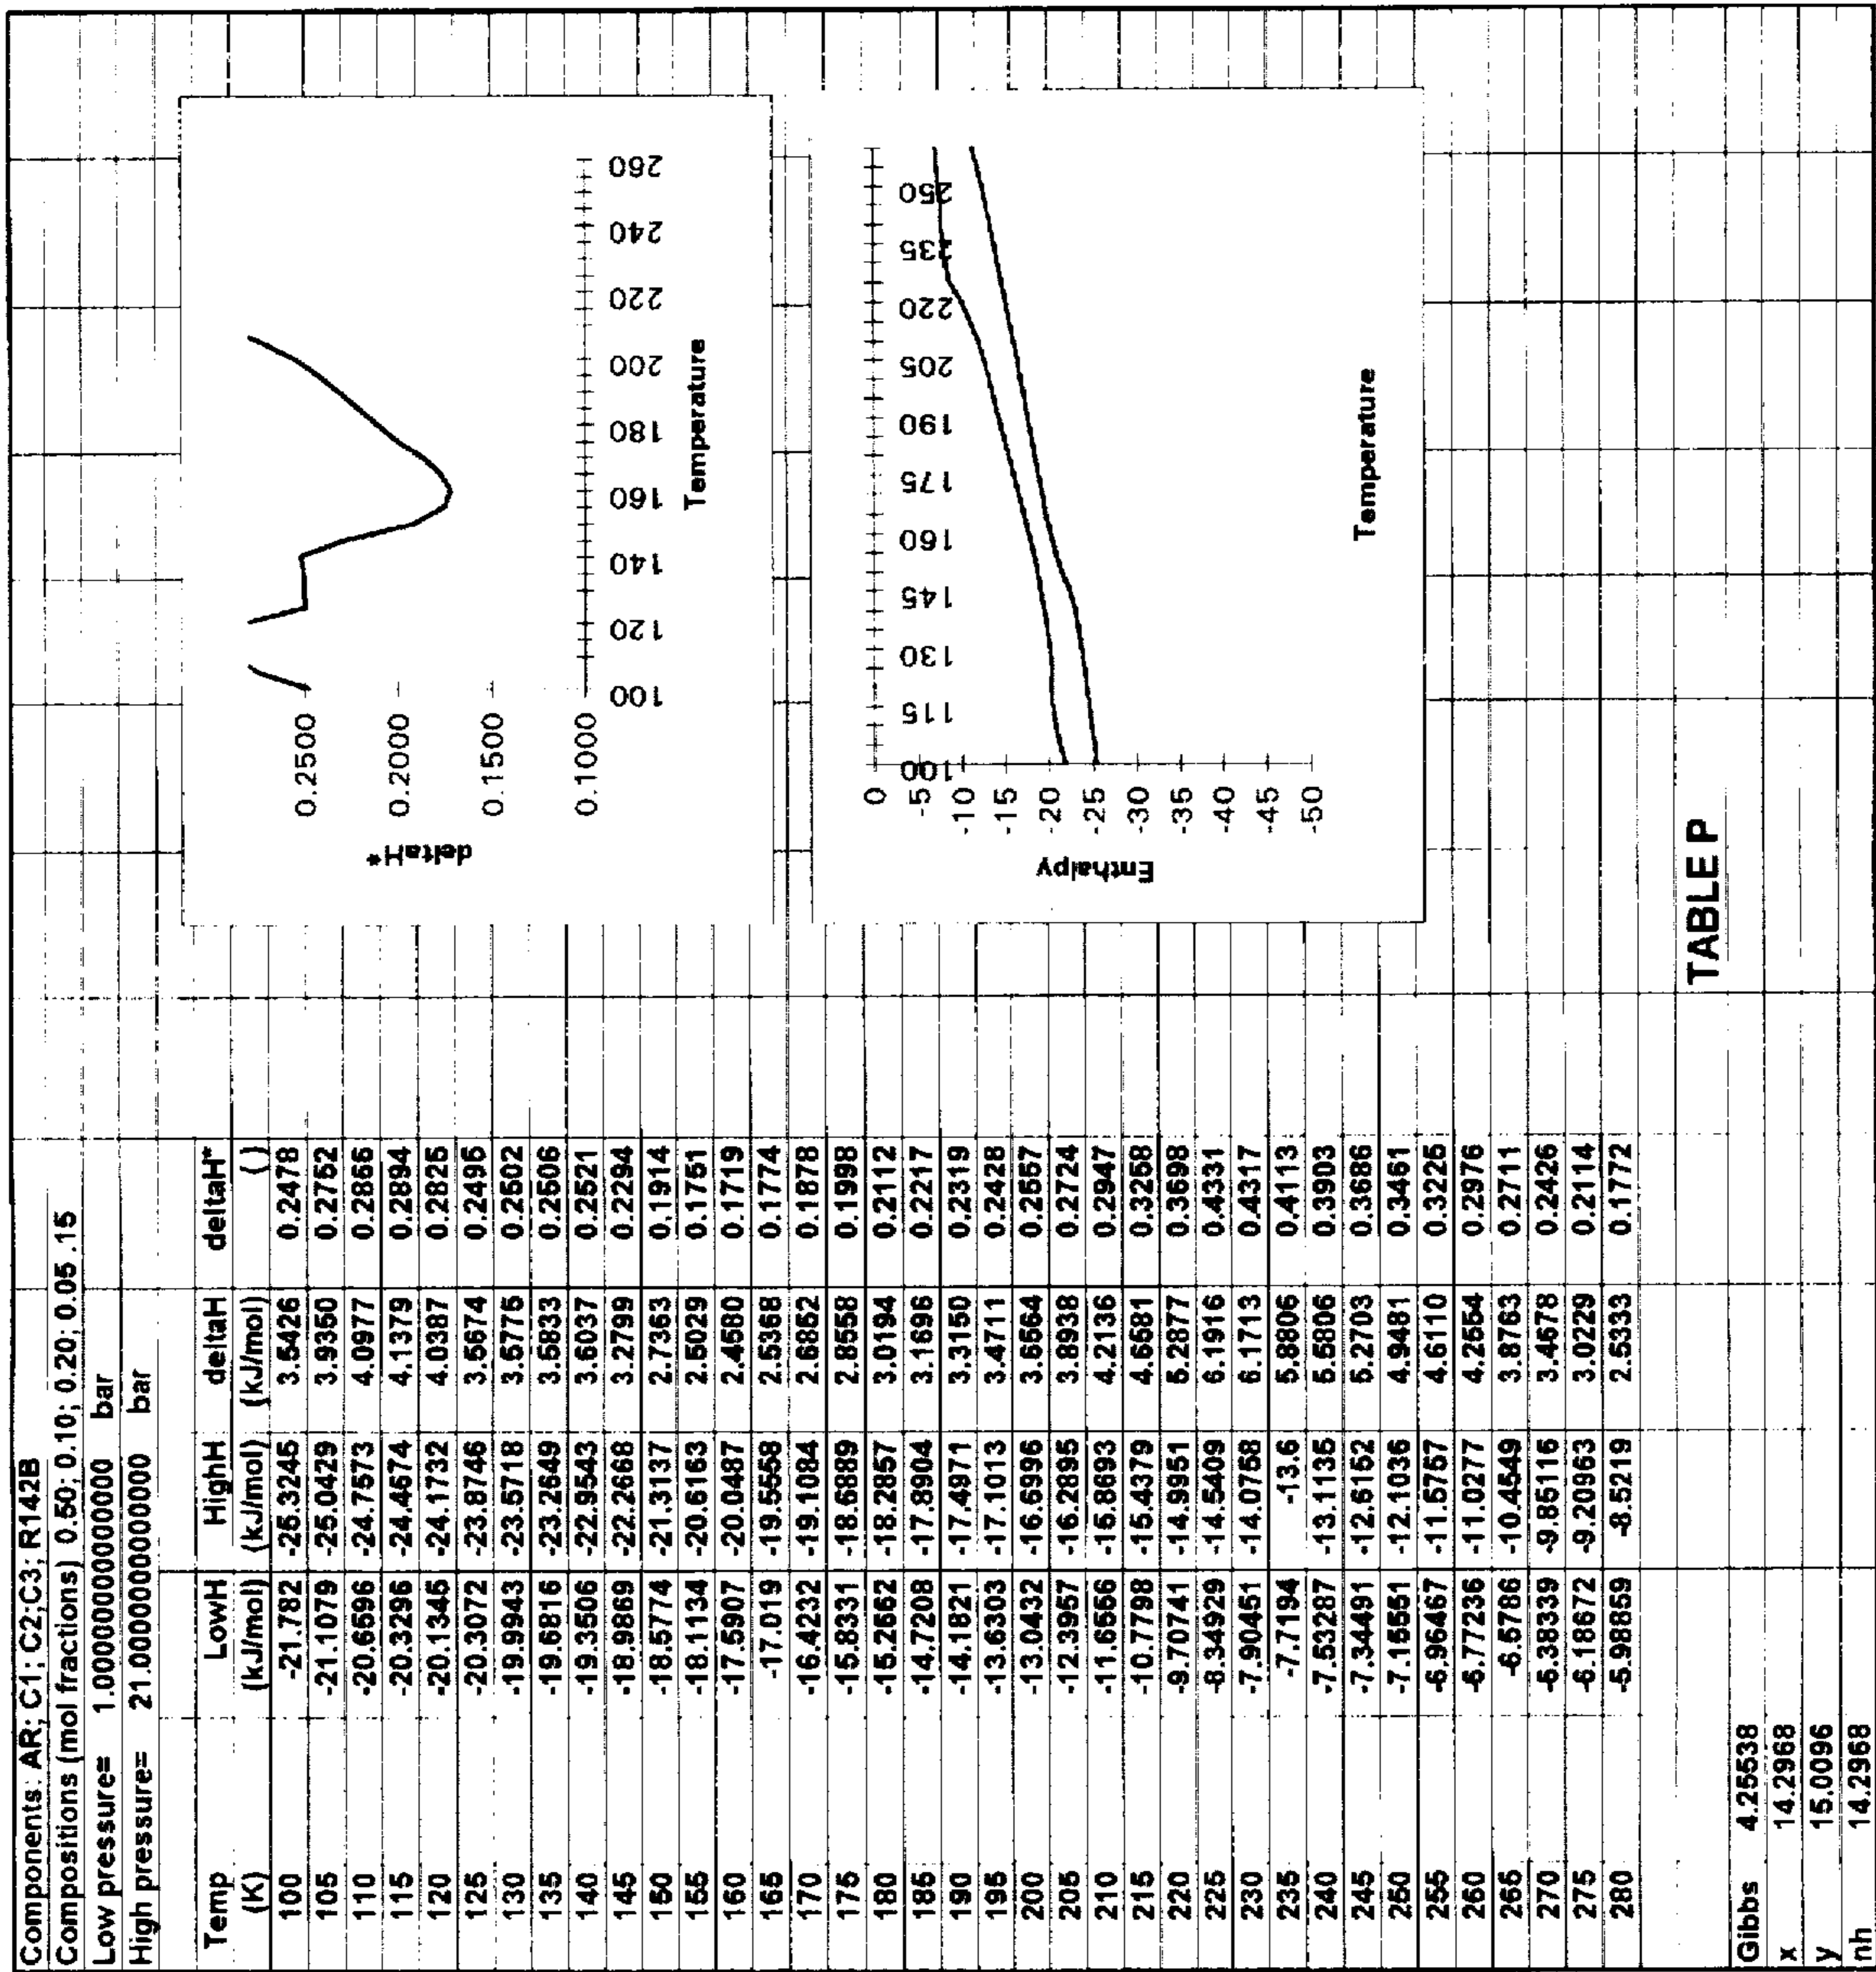 Components: AR; C1; C2;C3; R142B
Compositions (mol fractions) 0.50; 0.10; 0.20; 0.05 .15
Low pressure= 1.00000000000000 bar
High pressure= 21.00000000000000 bar
Temp LowH HighH deltaH deltaH*
(K) (kJ/mol) (kJ/mol) (kJ/mol) ( )
100 -21.782 -25.3245 3.5426 0.2478
105 -21.1079 -25.0429 3.9350 0.2752
110 -20.6596 -24.7573 4.0977 0.2866
115 -20.3296 -24.4674 4.1379 0.2894
120 -20.1345 -24.1732 4.0387 0.2825
125 -20.3072 -23.8746 3.5674 0.2495
130 -19.9943 -23.5718 3.5775 0.2502
135 -19.6816 -23.2649 3.5833 0.2506
140 -19.3506 -22.9543 3.6037 0.2521
145 -18.9869 -22.2668 3.2799 0.2294
150 -18.5774 -21.3137 2.7363 0.1914
155 -18.1134 -20.6163 2.5029 0.1751
160 -17.5907 -20.0487 2.4580 0.1719
165 -17.019 -19.5558 2.5368 0.1774
170 -16.4232 -19.1084 2.6852 0.1878
175 -15.8331 -18.6889 2.8558 0.1998
180 -15.2662 -18.2857 3.0194 0.2112
185 -14.7208 -17.8904 3.1696 0.2217
190 -14.1821 -17.4971 3.3150 0.2319
195 -13.6303 -17.1013 3.4711 0.2428
200 -13.0432 -16.6996 3.6564 0.2557
205 -12.3957 -16.2895 3.8938 0.2724
210 -11.6556 -15.8693 4.2136 0.2947
215 -10.7798 -15.4379 4.6581 0.3258
220 -9.70741 -14.9951 5.2877 0.3698
225 -8.34929 -14.5409 6.1916 0.4331
230 -7.90451 -14.0758 6.1713 0.4317
235 -7.7194 -13.6 5.8806 0.4113
240 -7.53287 -13.1135 5.5806 0.3903
245 -7.34491 -12.6152 5.2703 0.3686
250 -7.15551 -12.1036 4.9481 0.3461
255 -6.96467 -11.5757 4.6110 0.3225
260 -6.77236 -11.0277 4.2554 0.2976
265 -6.5786 -10.4549 3.8763 0.2711
270 -6.38339 -9.85116 3.4678 0.2426
275 -6.18672 -9.20963 3.0229 0.2114
280 -5.98859 -8.5219 2.5333 0.1772
Gibbs 4.25538
x 14.2968
y 15.0096
nh 14.2968
deltaH*
0.2500
0.2000
0.1500
0.1000
100 120 140 160 180 200 220 240 260
Temperature
Enthalpy
0
-5
-10
-15
-20
-25
-30
-35
-40
-45
-50
100 115 130 145 160 175 190 205 220 235 250
Temperature
TABLE P